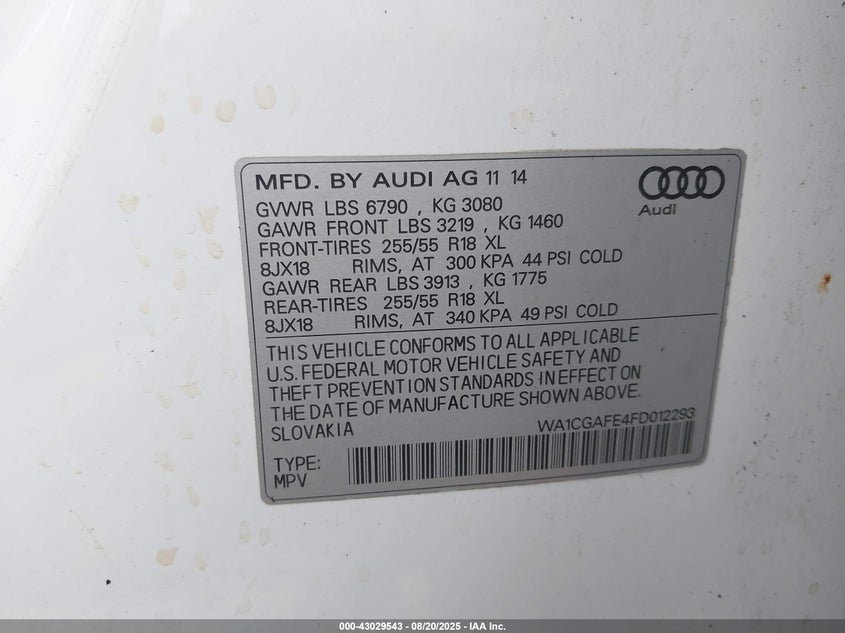 MFD. BY AUDI AG 11 14
Audi
GVWR LBS 6790 , KG 3080
GAWR FRONT LBS 3219 , KG 1460
FRONT-TIRES 255/55 R18 XL
8JX18 RIMS, AT 300 KPA 44 PSI COLD
GAWR REAR LBS 3913 , KG 1775
REAR-TIRES 255/55 R18 XL
8JX18 RIMS, AT 340 KPA 49 PSI COLD
THIS VEHICLE CONFORMS TO ALL APPLICABLE
U.S. FEDERAL MOTOR VEHICLE SAFETY AND
THEFT PREVENTION STANDARDS IN EFFECT ON
THE DATE OF MANUFACTURE SHOWN ABOVE.
SLOVAKIA WA1CGAFE4FD012293
TYPE:
MPV
000-43029543 - 08/20/2025 - IAA Inc.